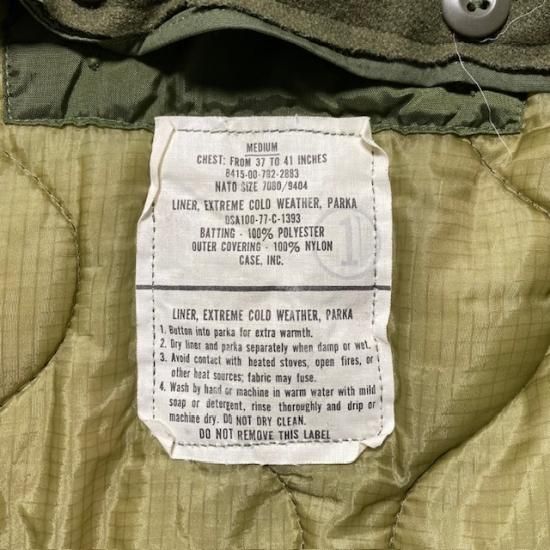 MEDIUM
CHEST: FROM 37 TO 41 INCHES
8415-00-782-2883
NATO SIZE 7080/9404
LINER, EXTREME COLD WEATHER, PARKA
DSA100-77-C-1393
BATTING - 100% POLYESTER
OUTER COVERING - 100% NYLON
CASE, INC.
1
LINER, EXTREME COLD WEATHER, PARKA
1. Button into parka for extra warmth.
2. Dry liner and parka separately when damp or wet.
3. Avoid contact with heated stoves, open fires, or
other heat sources; fabric may fuse.
4. Wash by hand or machine in warm water with mild
soap or detergent, rinse thoroughly and drip or
machine dry. DO NOT DRY CLEAN.
DO NOT REMOVE THIS LABEL